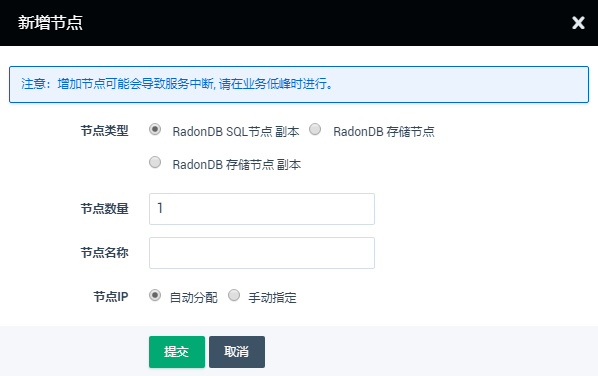 新增节点
注意：增加节点可能会导致服务中断, 请在业务低峰时进行。
节点类型 RadonDB SQL节点 副本 RadonDB 存储节点
RadonDB 存储节点 副本
节点数量 1
节点名称
节点IP 自动分配 手动指定
提交 取消